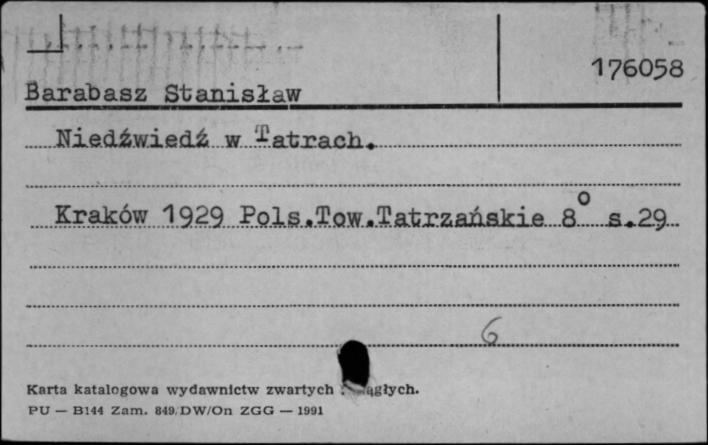 176058
Barabasz Stanisław
Niedźwiedź w Tatrach.
Kraków 1929 Pols.Tow.Tatrzańskie 8° s.29
6
Karta katalogowa wydawnictw zwartych
PU — B144 Zam. 849/DW/On ZGG — 1991